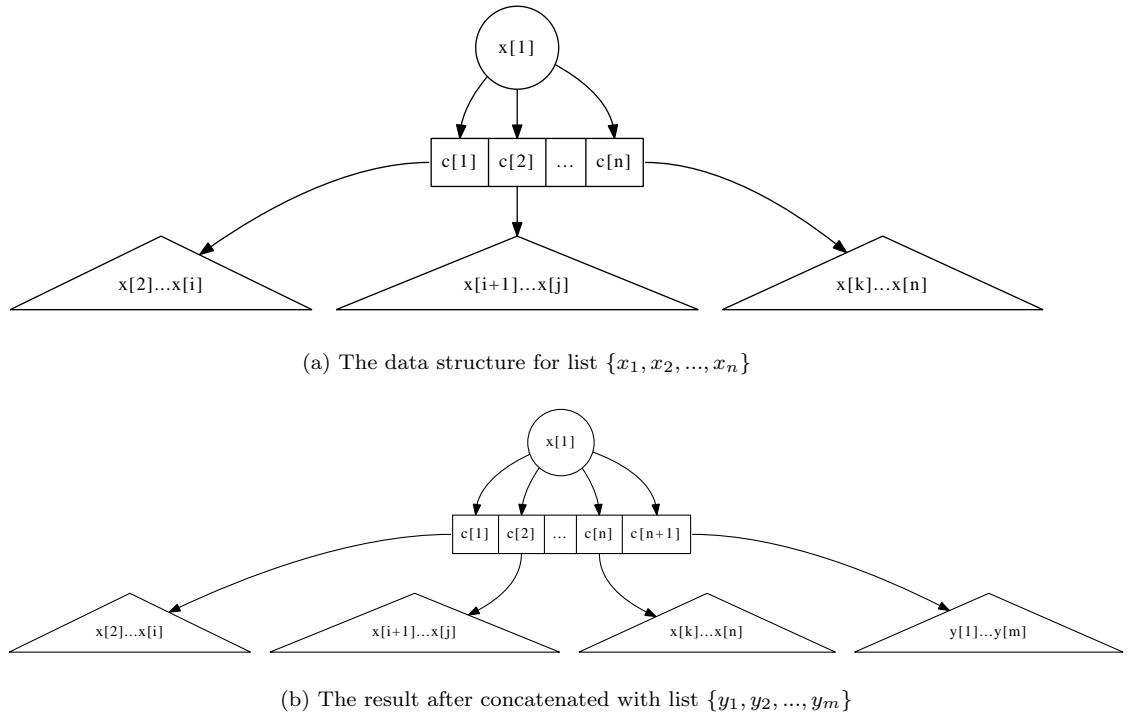 x[1]
c[1] c[2] ... c[n]
x[2]...x[i] x[i+1]...x[j] x[k]...x[n]
(a) The data structure for list {x₁, x₂, ..., xₙ}
x[1]
c[1] c[2] ... c[n] c[n+1]
x[2]...x[i] x[i+1]...x[j] x[k]...x[n] y[1]...y[m]
(b) The result after concatenated with list {y₁, y₂, ..., yₘ}